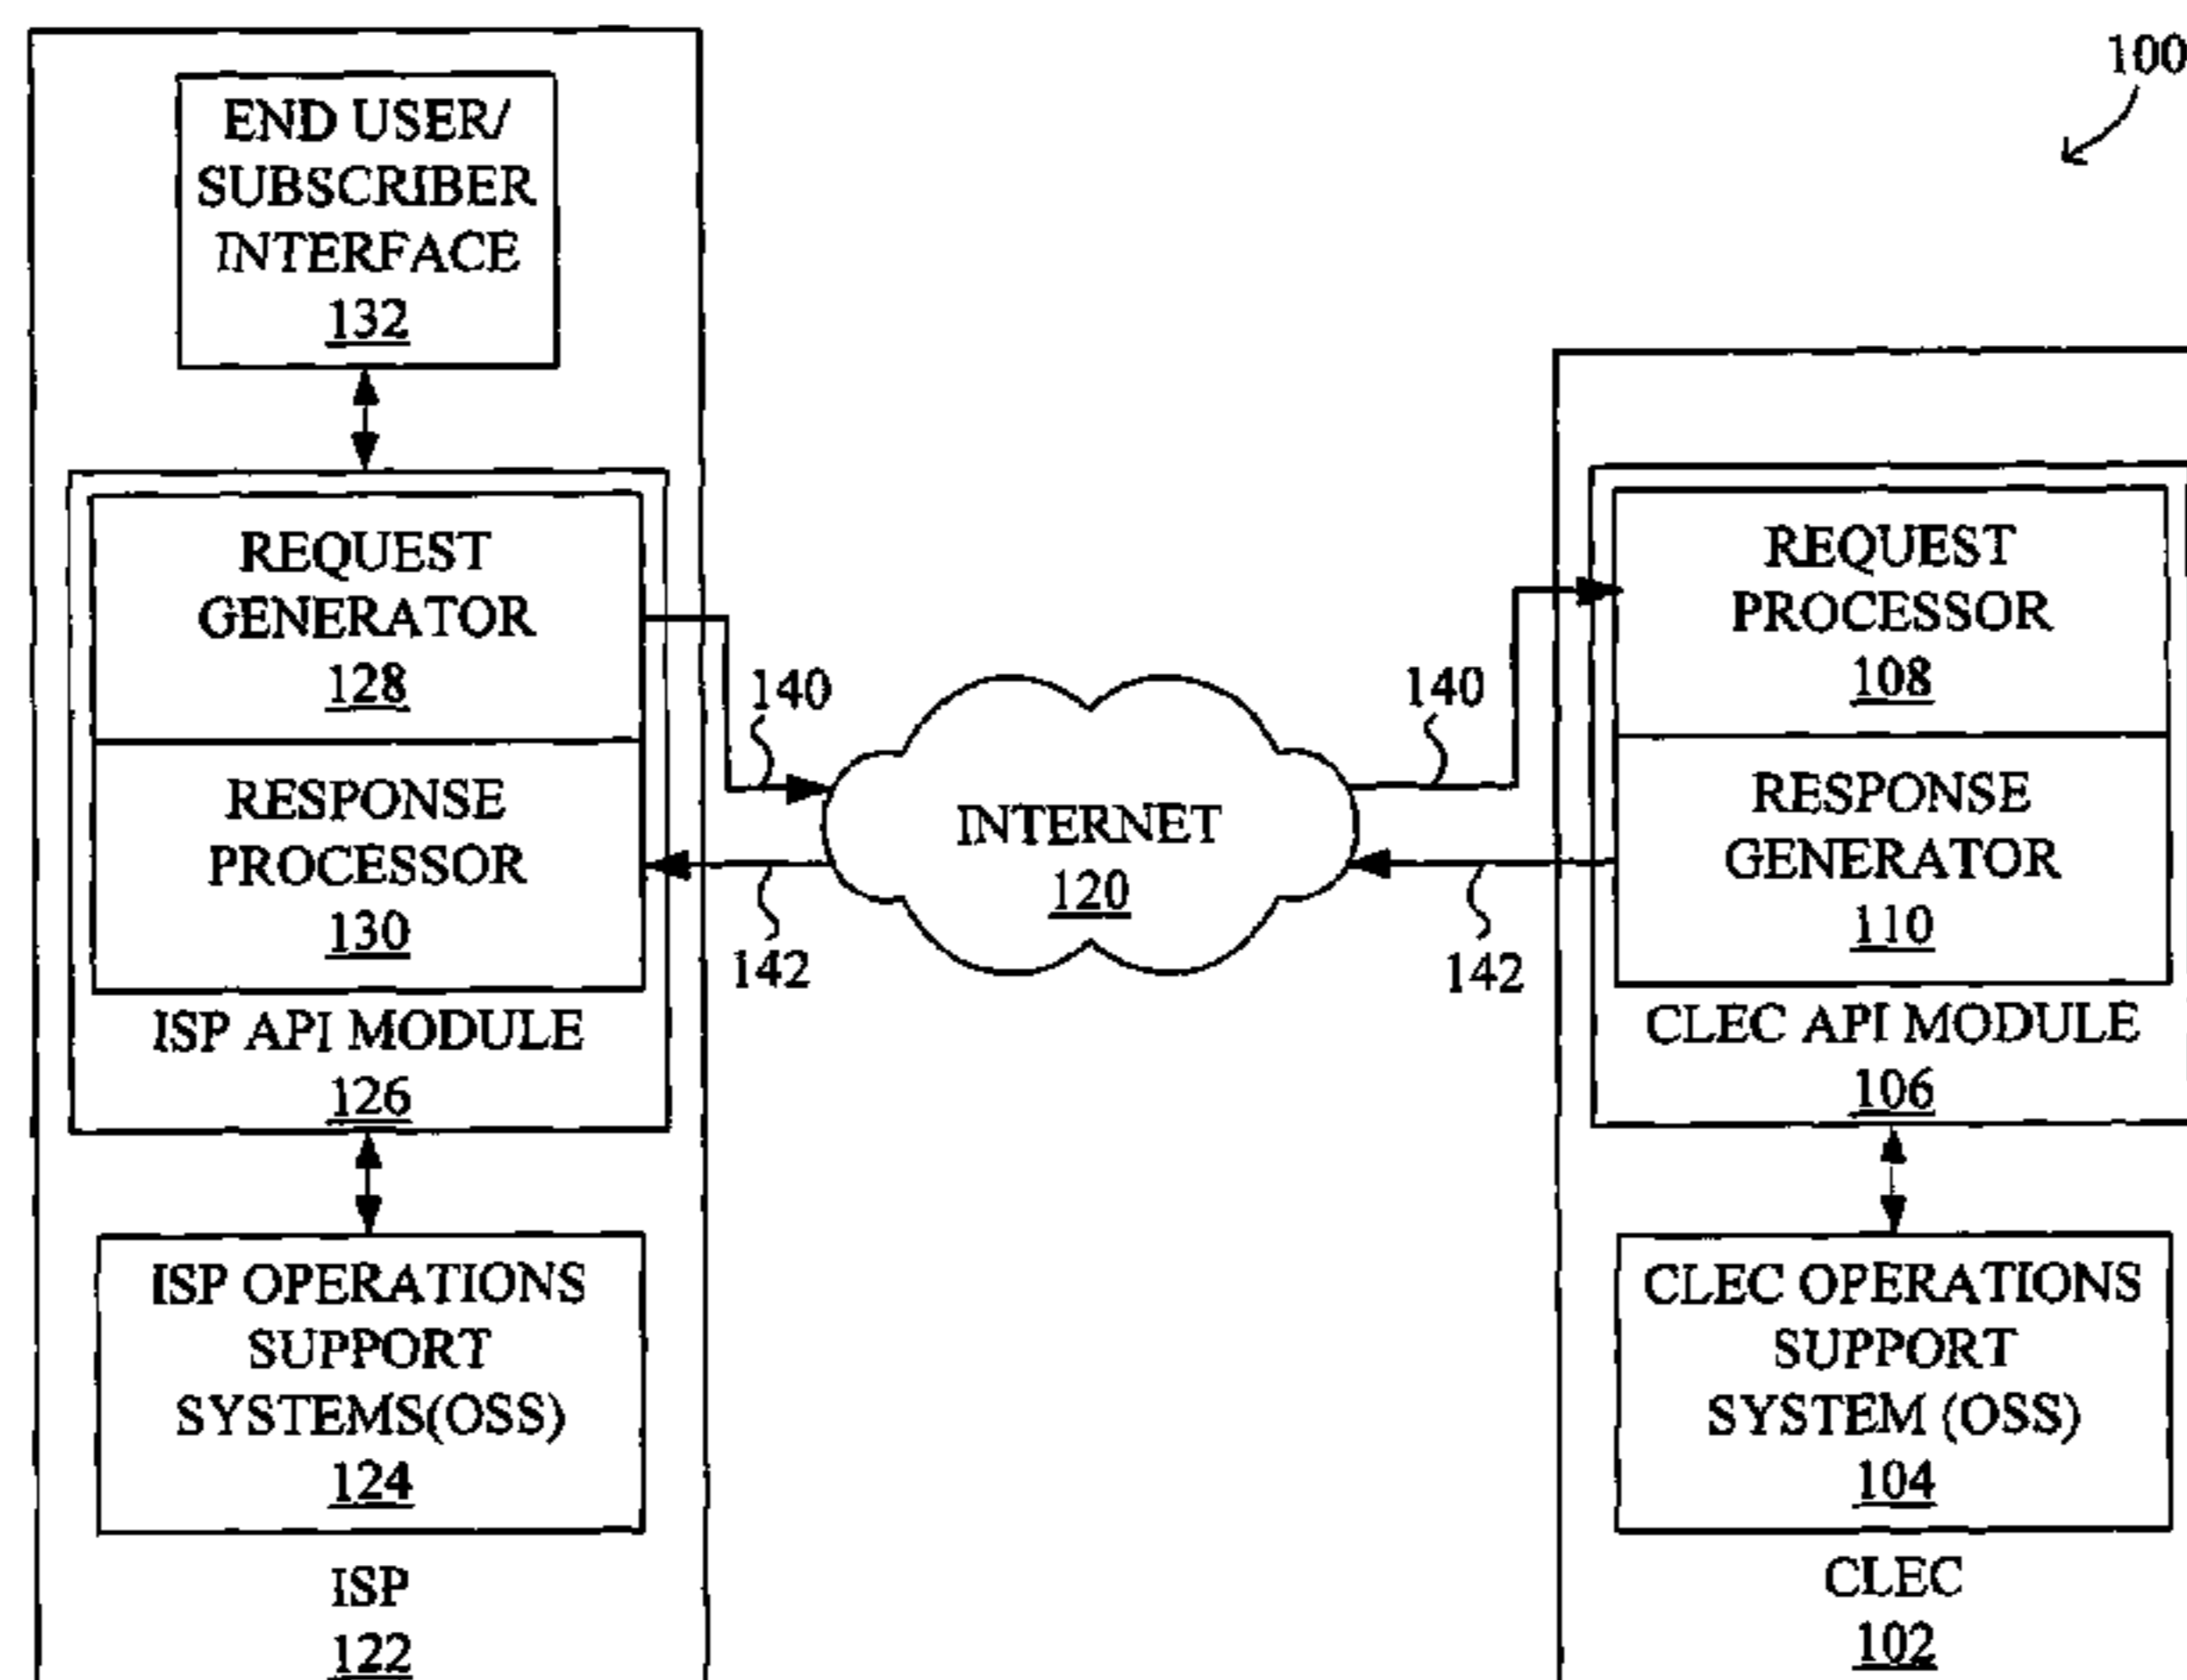 100
END USER/
SUBSCRIBER
INTERFACE
132
REQUEST
GENERATOR
128
RESPONSE
PROCESSOR
130
ISP API MODULE
126
ISP OPERATIONS
SUPPORT
SYSTEMS(OSS)
124
ISP
122
140
142
INTERNET
120
140
142
REQUEST
PROCESSOR
108
RESPONSE
GENERATOR
110
CLEC API MODULE
106
CLEC OPERATIONS
SUPPORT
SYSTEM (OSS)
104
CLEC
102